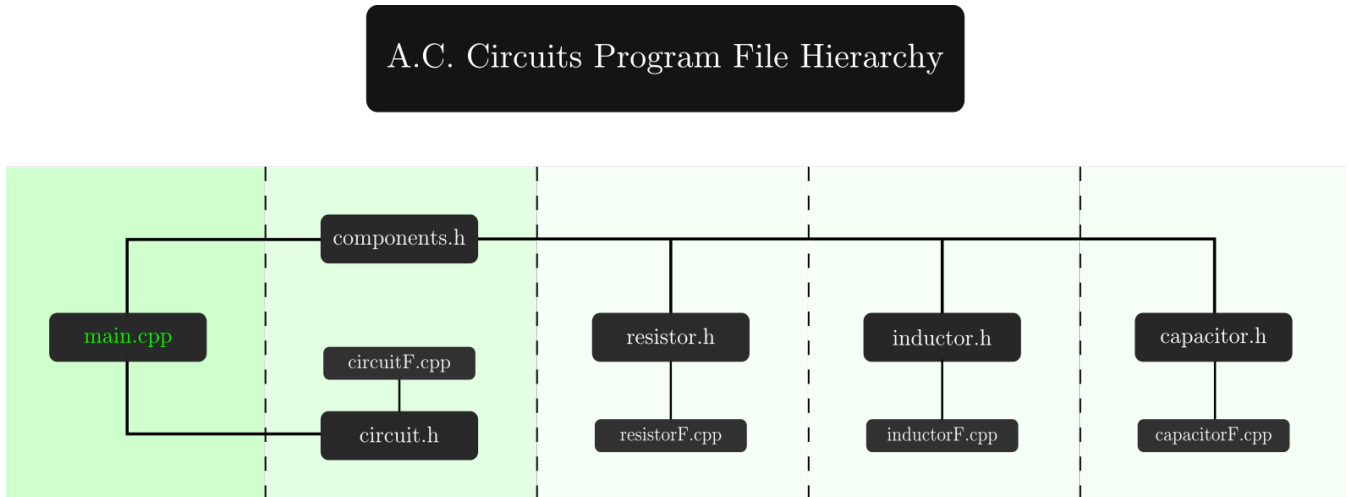 A.C. Circuits Program File Hierarchy
components.h
main.cpp
resistor.h
inductor.h
capacitor.h
circuitF.cpp
circuit.h
resistorF.cpp
inductorF.cpp
capacitorF.cpp